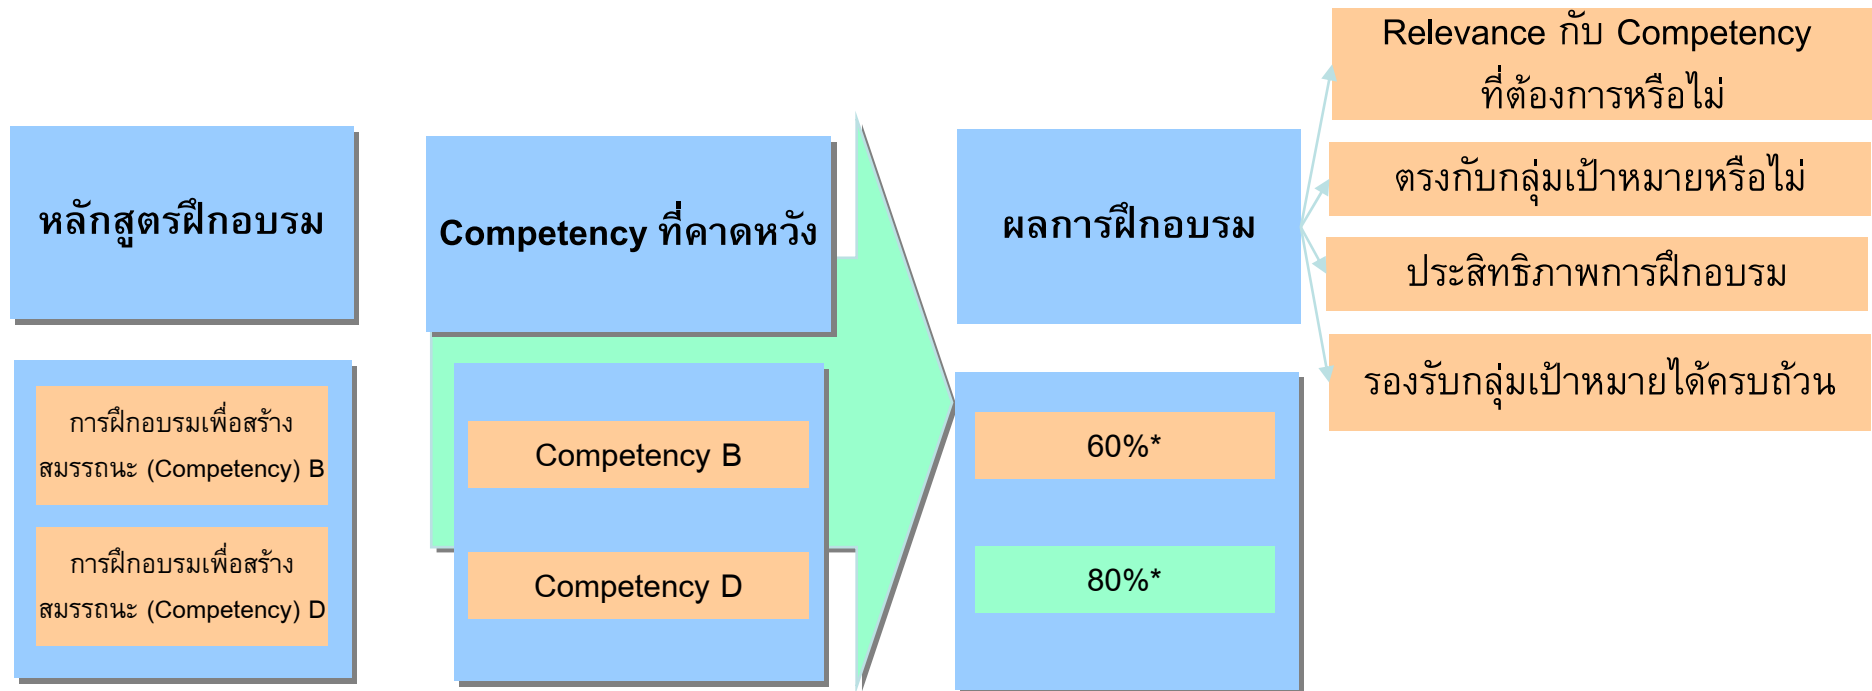 หลักสูตรฝึกอบรม
การฝึกอบรมเพื่อสร้าง
สมรรถนะ (Competency) B
การฝึกอบรมเพื่อสร้าง
สมรรถนะ (Competency) D
Competency ที่คาดหวัง
Competency B
Competency D
ผลการฝึกอบรม
60%*
80%*
Relevance กับ Competency
ที่ต้องการหรือไม่
ตรงกับกลุ่มเป้าหมายหรือไม่
ประสิทธิภาพการฝึกอบรม
รองรับกลุ่มเป้าหมายได้ครบถ้วน